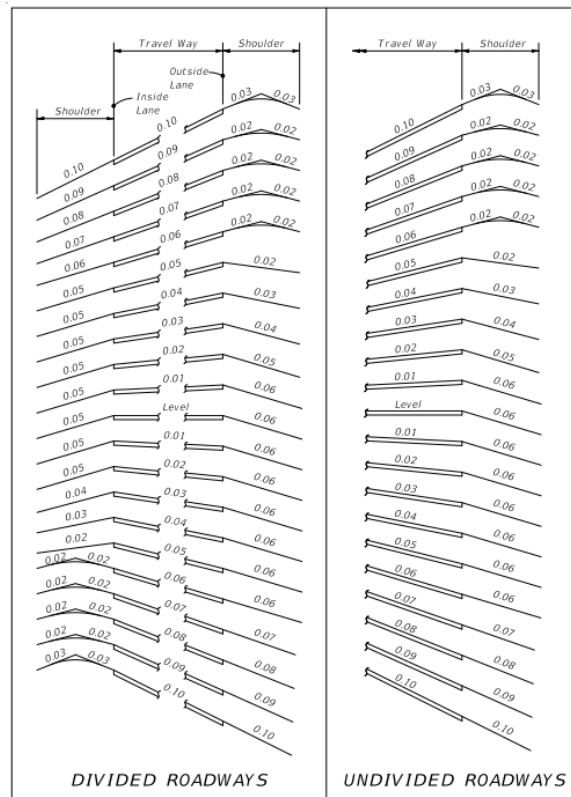 Travel Way Shoulder
Outside
Lane
Inside
Lane
Shoulder
0.10 0.10 0.03 0.03
0.09 0.09 0.02 0.02
0.08 0.08 0.02 0.02
0.07 0.07 0.02 0.02
0.06 0.06 0.02 0.02
0.05 0.05 0.02
0.05 0.04 0.03
0.05 0.03 0.04
0.05 0.02 0.05
0.05 0.01 0.06
0.05 Level 0.06
0.05 0.01 0.06
0.05 0.02 0.06
0.04 0.03 0.06
0.03 0.04 0.06
0.02 0.05 0.06
0.02 0.02 0.06 0.06
0.02 0.02 0.07 0.07
0.02 0.02 0.08 0.08
0.02 0.02 0.09 0.09
0.03 0.03 0.10 0.10
DIVIDED ROADWAYS
Travel Way Shoulder
0.10 0.03 0.03
0.09 0.02 0.02
0.08 0.02 0.02
0.07 0.02 0.02
0.06 0.02 0.02
0.05 0.02
0.04 0.03
0.03 0.04
0.02 0.05
0.01 0.06
Level 0.06
0.01 0.06
0.02 0.06
0.03 0.06
0.04 0.06
0.05 0.06
0.06 0.06
0.07 0.07
0.08 0.08
0.09 0.09
0.10 0.10
UNDIVIDED ROADWAYS